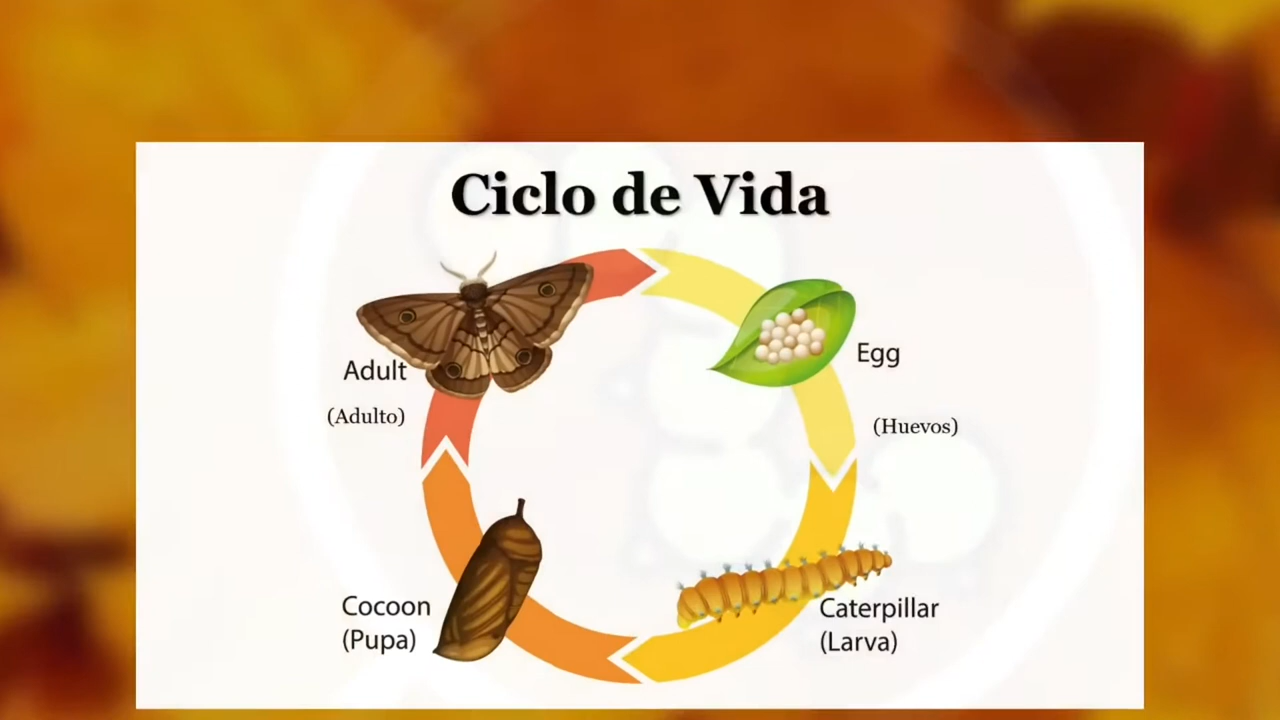 Ciclo de Vida
Adult
(Adulto)
Egg
(Huevos)
Cocoon
(Pupa)
Caterpillar
(Larva)